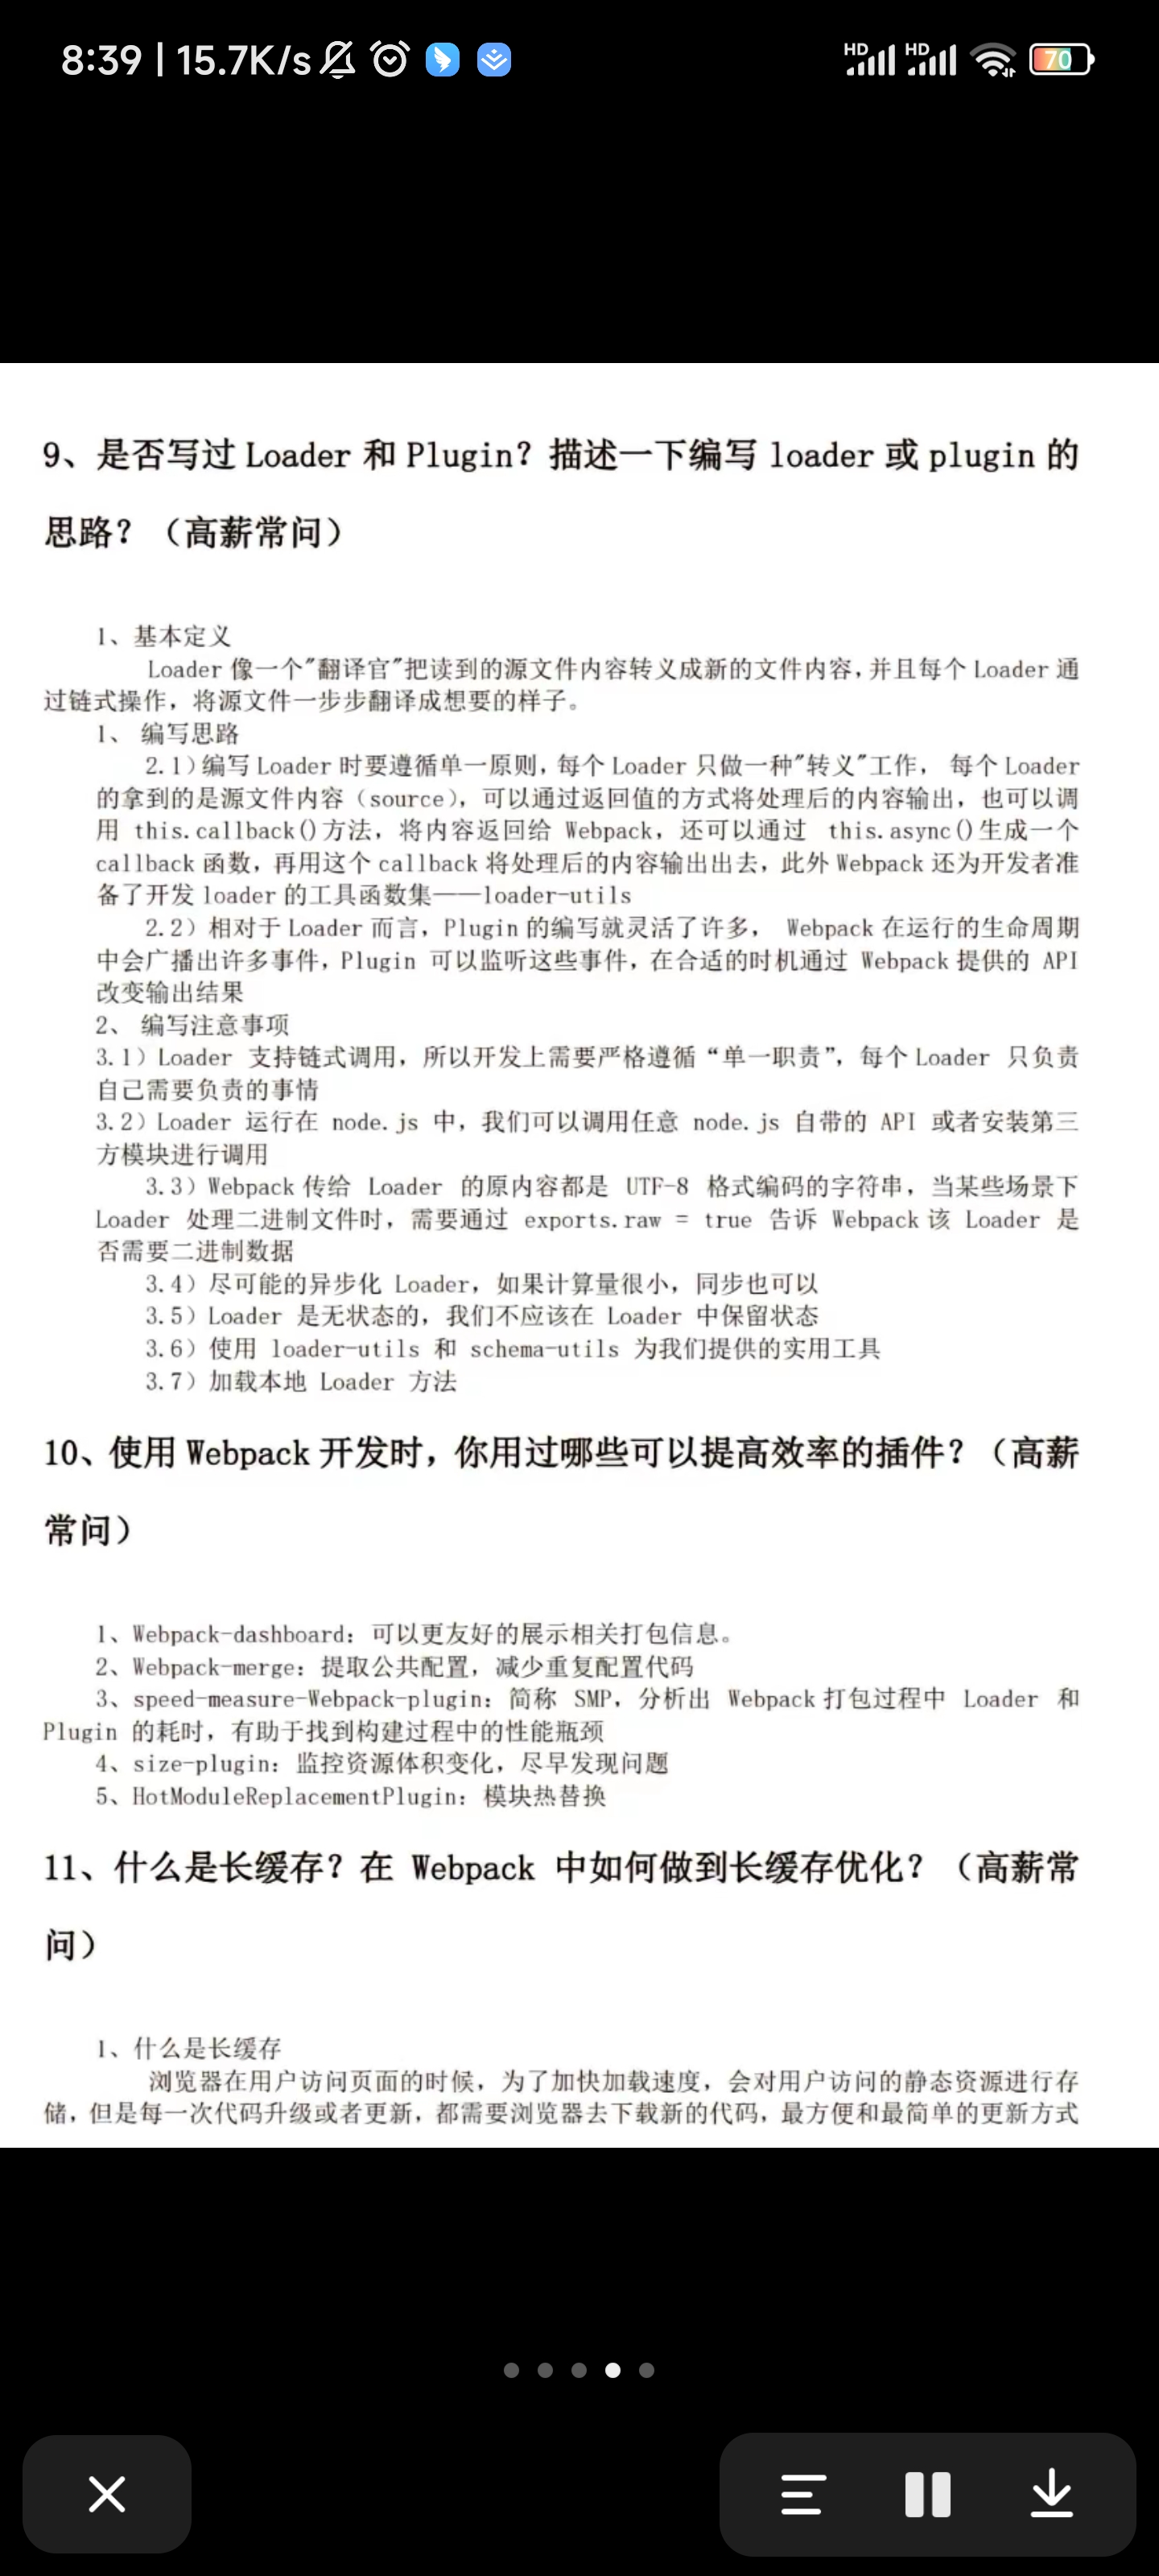 8:39 | 15.7K/s
HD HD 70
9、是否写过 Loader 和 Plugin？描述一下编写 loader 或 plugin 的
思路？（高薪常问）
1、基本定义
Loader 像一个"翻译官"把读到的源文件内容转义成新的文件内容，并且每个 Loader 通
过链式操作，将源文件一步步翻译成想要的样子。
1、 编写思路
2.1）编写 Loader 时要遵循单一原则，每个 Loader 只做一种"转义"工作， 每个 Loader
的拿到的是源文件内容（source），可以通过返回值的方式将处理后的内容输出，也可以调
用 this.callback()方法，将内容返回给 Webpack，还可以通过 this.async()生成一个
callback 函数，再用这个 callback 将处理后的内容输出出去，此外 Webpack 还为开发者准
备了开发 loader 的工具函数集——loader-utils
2.2）相对于 Loader 而言，Plugin 的编写就灵活了许多， Webpack 在运行的生命周期
中会广播出许多事件，Plugin 可以监听这些事件，在合适的时机通过 Webpack 提供的 API
改变输出结果
2、 编写注意事项
3.1）Loader 支持链式调用，所以开发上需要严格遵循“单一职责”，每个 Loader 只负责
自己需要负责的事情
3.2）Loader 运行在 node.js 中，我们可以调用任意 node.js 自带的 API 或者安装第三
方模块进行调用
3.3）Webpack 传给 Loader 的原内容都是 UTF-8 格式编码的字符串，当某些场景下
Loader 处理二进制文件时，需要通过 exports.raw = true 告诉 Webpack 该 Loader 是
否需要二进制数据
3.4）尽可能的异步化 Loader，如果计算量很小，同步也可以
3.5）Loader 是无状态的，我们不应该在 Loader 中保留状态
3.6）使用 loader-utils 和 schema-utils 为我们提供的实用工具
3.7）加载本地 Loader 方法
10、使用 Webpack 开发时，你用过哪些可以提高效率的插件？（高薪
常问）
1、Webpack-dashboard：可以更友好的展示相关打包信息。
2、Webpack-merge：提取公共配置，减少重复配置代码
3、speed-measure-Webpack-plugin：简称 SMP，分析出 Webpack 打包过程中 Loader 和
Plugin 的耗时，有助于找到构建过程中的性能瓶颈
4、size-plugin：监控资源体积变化，尽早发现问题
5、HotModuleReplacementPlugin：模块热替换
11、什么是长缓存？在 Webpack 中如何做到长缓存优化？（高薪常
问）
1、什么是长缓存
浏览器在用户访问页面的时候，为了加快加载速度，会对用户访问的静态资源进行存
储，但是每一次代码升级或者更新，都需要浏览器去下载新的代码，最方便和最简单的更新方式